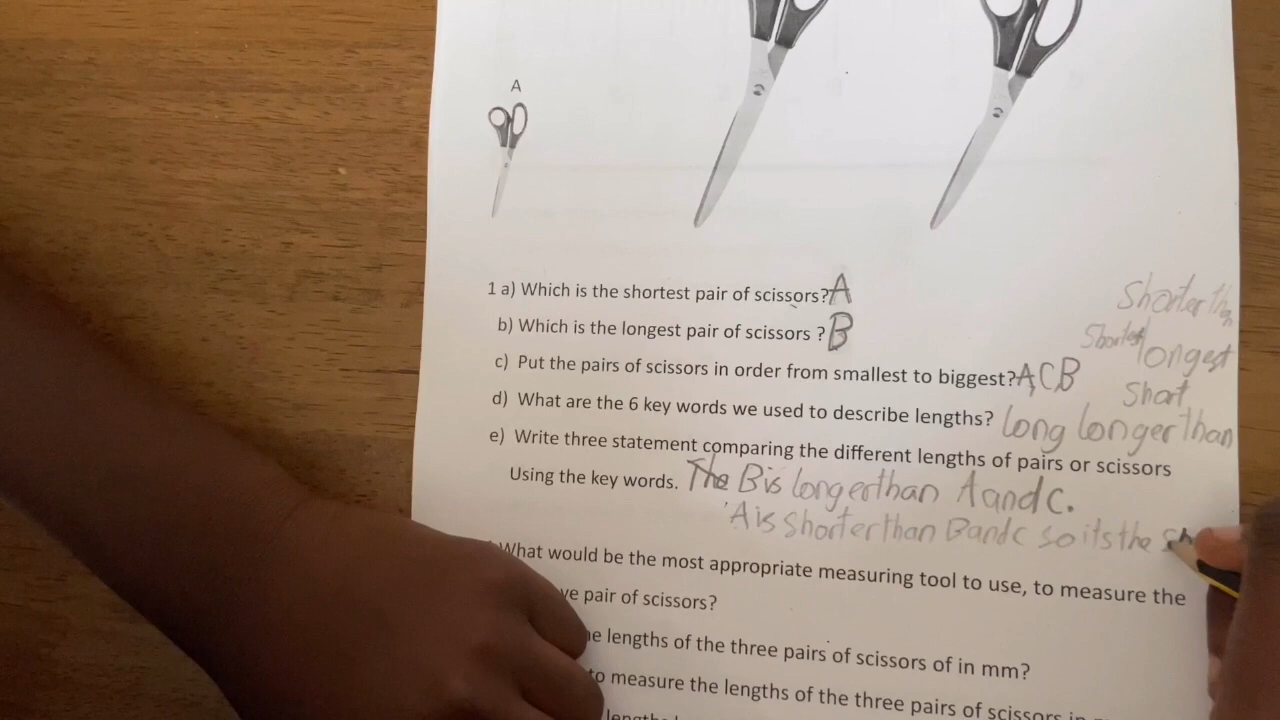 A
1 a) Which is the shortest pair of scissors? A
shorter than
b) Which is the longest pair of scissors ? B
shortest longest
c) Put the pairs of scissors in order from smallest to biggest? A, C B
short
d) What are the 6 key words we used to describe lengths? long longer than
e) Write three statement comparing the different lengths of pairs or scissors
Using the key words. The B is longer than A and C.
A is shorter than B and C so its the sh
What would be the most appropriate measuring tool to use, to measure the
ve pair of scissors?
he lengths of the three pairs of scissors of in mm?
to measure the lengths of the three pairs of scissors in